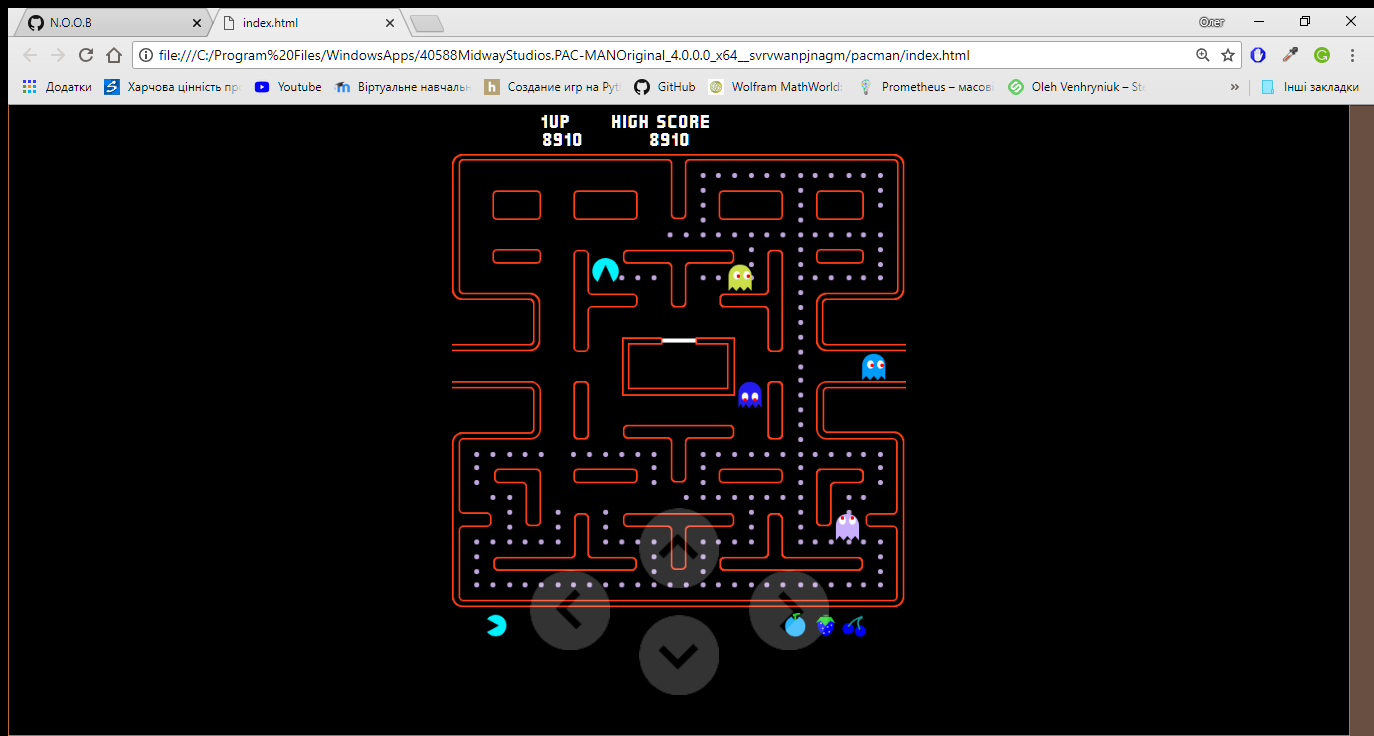 N.O.O.B
index.html
Олег
file:///C:/Program%20Files/WindowsApps/40588MidwayStudios.PAC-MANOriginal_4.0.0.0_x64__svrvwanpjnagm/pacman/index.html
Додатки
Харчова цінність про
Youtube
Віртуальне навчальн
Создание игр на Pyt
GitHub
Wolfram MathWorld:
Prometheus – масові
Oleh Venhryniuk – St
Інші закладки
1UP HIGH SCORE
8910 8910